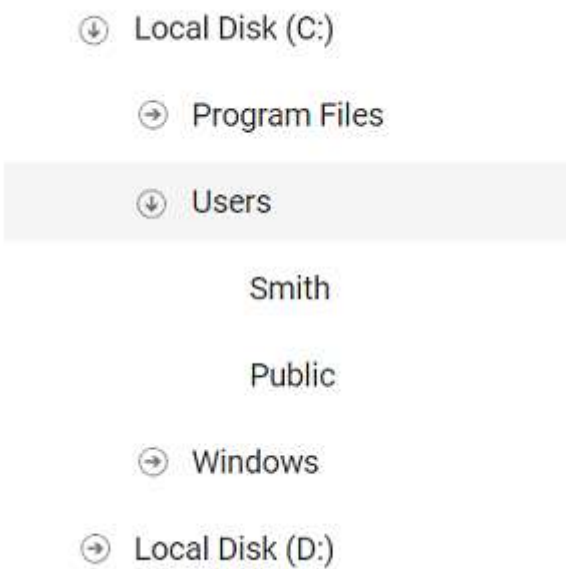 Local Disk (C:)
Program Files
Users
Smith
Public
Windows
Local Disk (D:)